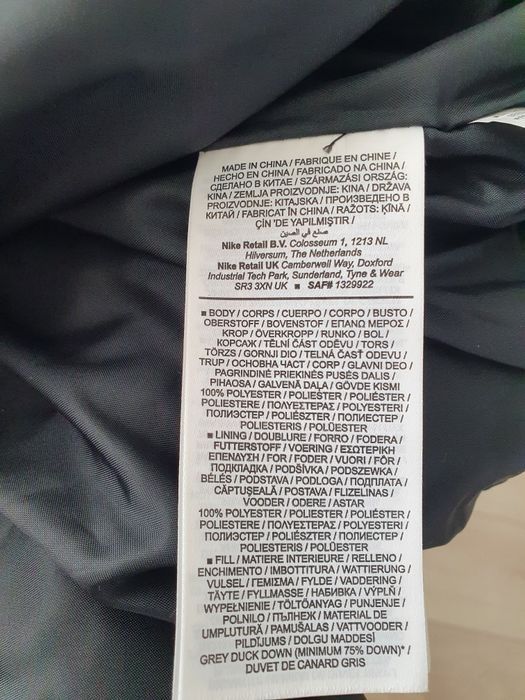 MADE IN CHINA / FABRIQUE EN CHINE /
HECHO EN CHINA / FABRICADO NA CHINA /
СДЕЛАНО В КИТАЕ / SZÁRMAZÁSI ORSZÁG:
KÍNA / ZEMLJA PROIZVODNJE: KINA / DRŽAVA
PROIZVODNJE: KITAJSKA / ПРОИЗВЕДЕНО В
КИТАЙ / FABRICAT ÎN CHINA / RAŽOTS: ĶĪNĀ /
ÇİN 'DE YAPILMIŞTIR /
صنع في الصين
Nike Retail B.V. Colosseum 1, 1213 NL
Hilversum, The Netherlands
Nike Retail UK Camberwell Way, Doxford
Industrial Tech Park, Sunderland, Tyne & Wear
SR3 3XN UK ■ SAF# 1329922
■ BODY / CORPS / CUERPO / CORPO / BUSTO /
OBERSTOFF / BOVENSTOF / ΕΠΑΝΩ ΜΕΡΟΣ /
KROP / ÖVERKROPP / RUNKO / BOL /
КОРСАЖ / TĚLNÍ ČÁST ODĚVU / TORS /
TÖRZS / GORNJI DIO / TELNÁ ČASŤ ODEVU /
TRUP / ОСНОВНА ЧАСТ / CORP / GLAVNI DEO /
PAGRINDINĖ PRIEKINĖS PUSĖS DALIS /
PIHAOSA / GALVENĀ DAĻA / GÖVDE KISMI
100% POLYESTER / POLIESTER / POLIÉSTER /
POLIESTERE / ΠΟΛΥΕΣΤΕΡΑΣ / POLYESTERI /
ПОЛИЭСТЕР / POLIÉSZTER / ПОЛИЕСТЕР /
POLIESTERIS / POLÜESTER
■ LINING / DOUBLURE / FORRO / FODERA /
FUTTERSTOFF / VOERING / ΕΣΩΤΕΡΙΚΗ
ΕΠΕΝΔΥΣΗ / FOR / FODER / VUORI / FÔR /
ПОДКЛАДКА / PODŠÍVKA / PODSZEWKA /
BÉLÉS / PODSTAVA / PODLOGA / ПОДПЛАТА /
CĂPTUŞEALĂ / POSTAVA / FLIZELINAS /
VOODER / ODERE / ASTAR
100% POLYESTER / POLIESTER / POLIÉSTER /
POLIESTERE / ΠΟΛΥΕΣΤΕΡΑΣ / POLYESTERI /
ПОЛИЭСТЕР / POLIÉSZTER / ПОЛИЕСТЕР /
POLIESTERIS / POLÜESTER
■ FILL / MATIERE INTERIEURE / RELLENO /
ENCHIMENTO / IMBOTTITURA / WATTIERUNG /
VULSEL / ΓΕΜΙΣΜΑ / FYLDE / VADDERING /
TÄYTE / FYLLMASSE / НАБИВКА / VÝPLŇ /
WYPEŁNIENIE / TÖLTŐANYAG / PUNJENJE /
POLNILO / ПЪЛНЕЖ / MATERIAL DE
UMPLUTURĂ / PAMUŠALAS / VATTVOODER /
PILDĪJUMS / DOLGU MADDESİ
GREY DUCK DOWN (MINIMUM 75% DOWN)* /
DUVET DE CANARD GRIS